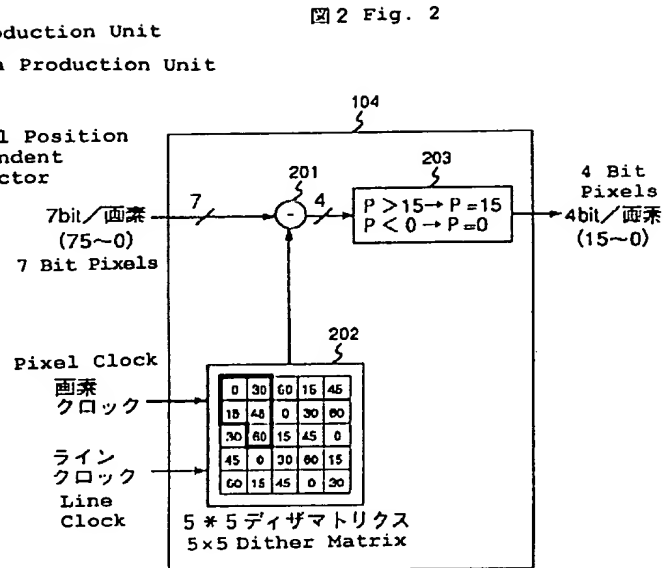 図2 Fig. 2
oduction Unit
n Production Unit
l Position
ndent
ctor
104
201
203
7
4
7bit／画素
(75～0)
7 Bit Pixels
-
P > 15→ P = 15
P < 0 → P = 0
4 Bit
Pixels
4bit／画素
(15～0)
202
Pixel Clock
画素
クロック
ライン
クロック
Line
Clock
0 30 60 15 45
15 45 0 30 60
30 60 15 45 0
45 0 30 60 15
60 15 45 0 30
5 * 5 ディザマトリクス
5×5 Dither Matrix